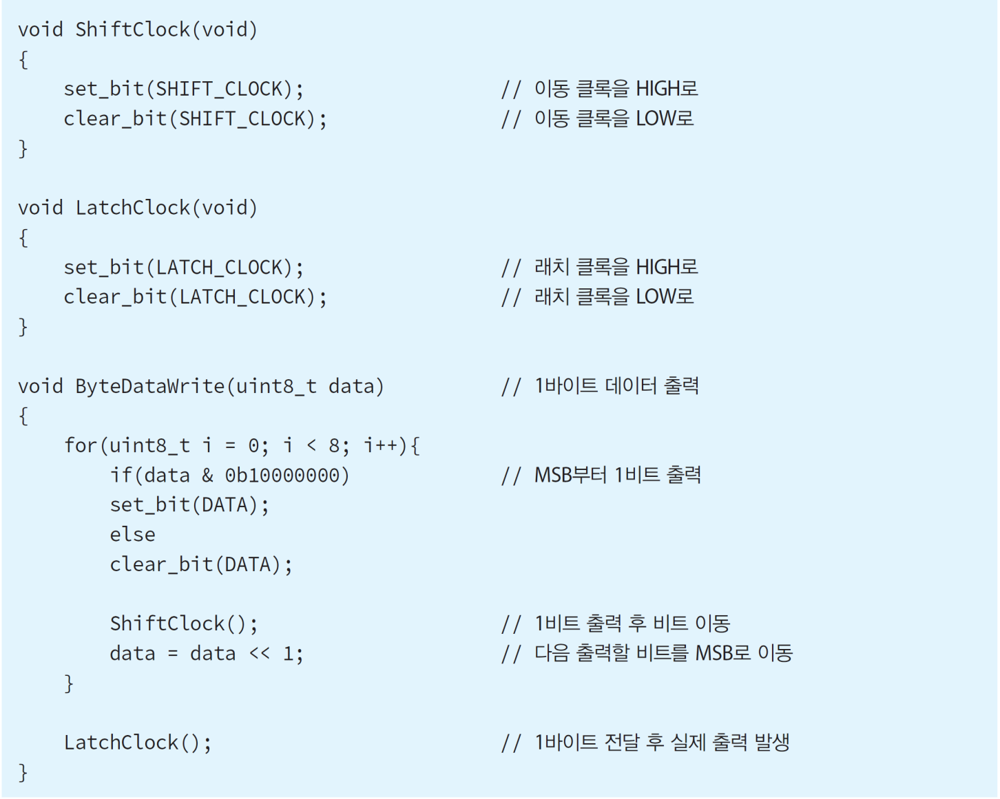 void ShiftClock(void)
{
    set_bit(SHIFT_CLOCK);                 // 이동 클록을 HIGH로
    clear_bit(SHIFT_CLOCK);               // 이동 클록을 LOW로
}

void LatchClock(void)
{
    set_bit(LATCH_CLOCK);                 // 래치 클록을 HIGH로
    clear_bit(LATCH_CLOCK);               // 래치 클록을 LOW로
}

void ByteDataWrite(uint8_t data)          // 1바이트 데이터 출력
{
    for(uint8_t i = 0; i < 8; i++){
        if(data & 0b10000000)             // MSB부터 1비트 출력
        set_bit(DATA);
        else
        clear_bit(DATA);

        ShiftClock();                     // 1비트 출력 후 비트 이동
        data = data << 1;                 // 다음 출력할 비트를 MSB로 이동
    }

    LatchClock();                         // 1바이트 전달 후 실제 출력 발생
}